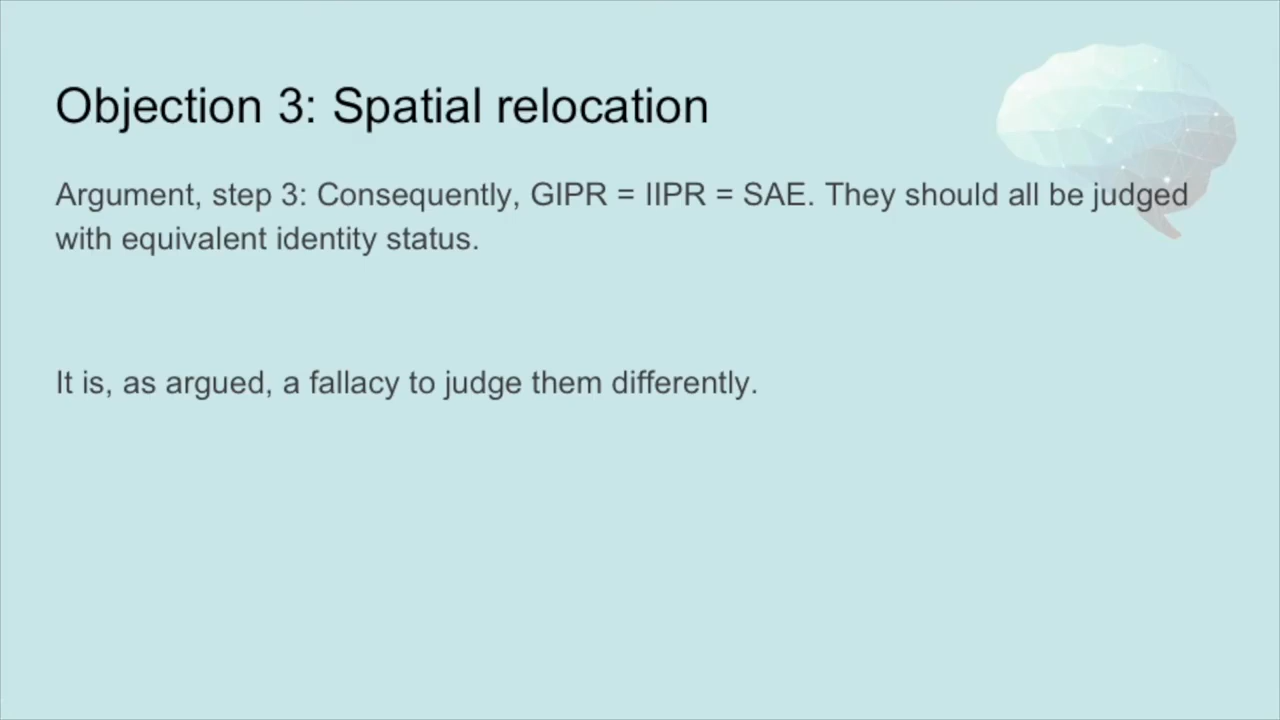 Objection 3: Spatial relocation
Argument, step 3: Consequently, GIPR = IIPR = SAE. They should all be judged
with equivalent identity status.
It is, as argued, a fallacy to judge them differently.